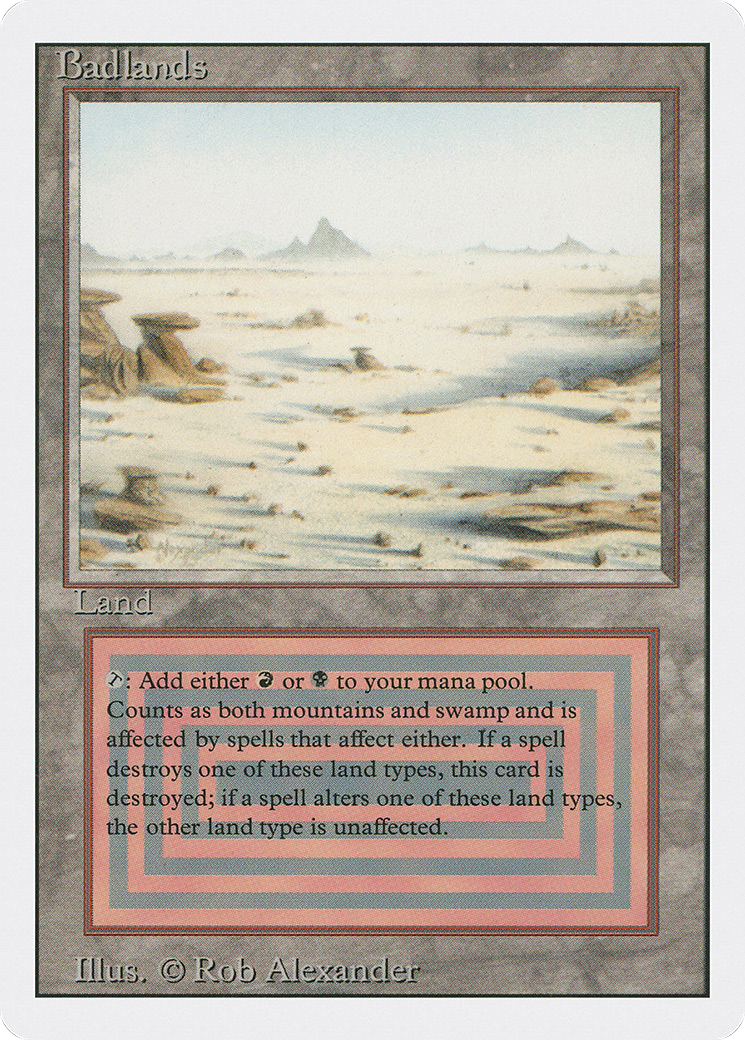 Badlands
Land
T: Add either or to your mana pool.
Counts as both mountains and swamp and is
affected by spells that affect either. If a spell
destroys one of these land types, this card is
destroyed; if a spell alters one of these land types,
the other land type is unaffected.
Illus. © Rob Alexander